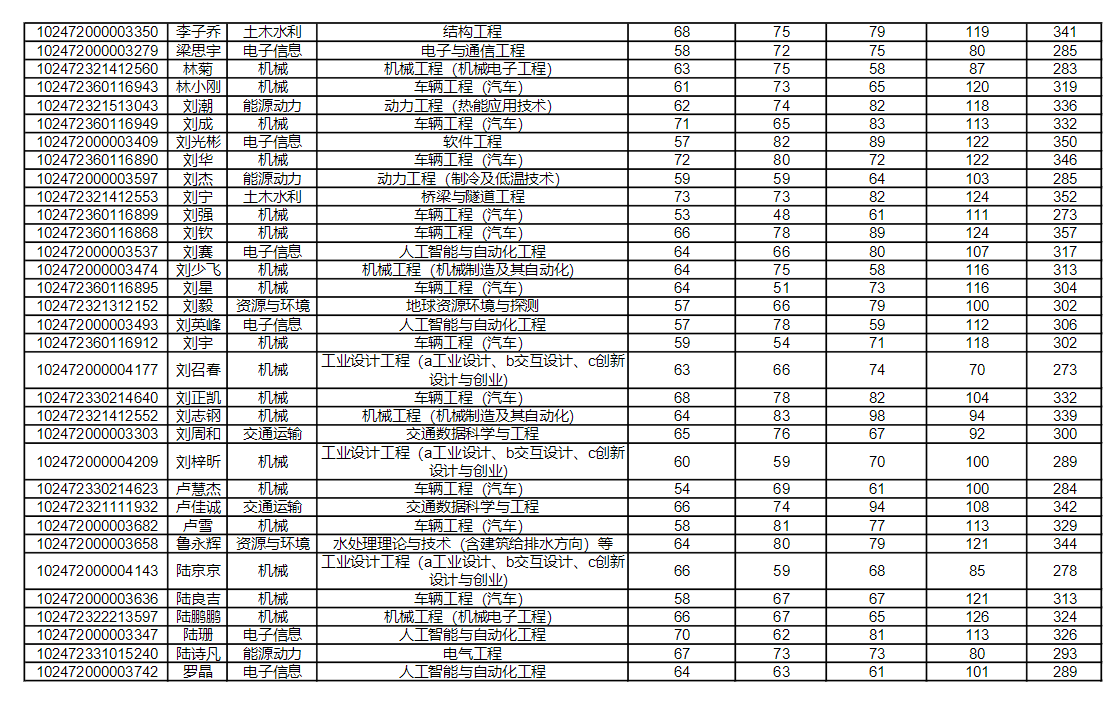 102472000003350 李子乔 土木水利 结构工程 68 75 79 119 341
102472000003279 梁思宇 电子信息 电子与通信工程 58 72 75 80 285
102472321412560 林菊 机械 机械工程（机械电子工程） 63 75 58 87 283
102472360116943 林小刚 机械 车辆工程（汽车） 61 73 65 120 319
102472321513043 刘潮 能源动力 动力工程（热能应用技术） 62 74 82 118 336
102472360116949 刘成 机械 车辆工程（汽车） 71 65 83 113 332
102472000003409 刘光彬 电子信息 软件工程 57 82 89 122 350
102472360116890 刘华 机械 车辆工程（汽车） 72 80 72 122 346
102472000003597 刘杰 能源动力 动力工程（制冷及低温技术） 59 59 64 103 285
102472321412553 刘宁 土木水利 桥梁与隧道工程 73 73 82 124 352
102472360116899 刘强 机械 车辆工程（汽车） 53 48 61 111 273
102472360116868 刘钦 机械 车辆工程（汽车） 66 78 89 124 357
102472000003537 刘赛 电子信息 人工智能与自动化工程 64 66 80 107 317
102472000003474 刘少飞 机械 机械工程（机械制造及其自动化） 64 75 58 116 313
102472360116895 刘星 机械 车辆工程（汽车） 64 51 73 116 304
102472321312152 刘毅 资源与环境 地球资源环境与探测 57 66 79 100 302
102472000003493 刘英峰 电子信息 人工智能与自动化工程 57 78 59 112 306
102472360116912 刘宇 机械 车辆工程（汽车） 59 54 71 118 302
102472000004177 刘召春 机械 工业设计工程（a工业设计、b交互设计、c创新 63 66 74 70 273
设计与创业）
102472330214640 刘正凯 机械 车辆工程（汽车） 68 78 82 104 332
102472321412552 刘志钢 机械 机械工程（机械制造及其自动化） 64 83 98 94 339
102472000003303 刘周和 交通运输 交通数据科学与工程 65 76 67 92 300
102472000004209 刘梓昕 机械 工业设计工程（a工业设计、b交互设计、c创新 60 59 70 100 289
设计与创业）
102472330214623 卢慧杰 机械 车辆工程（汽车） 54 69 61 100 284
102472321111932 卢佳诚 交通运输 交通数据科学与工程 66 74 94 108 342
102472000003682 卢雪 机械 车辆工程（汽车） 58 81 77 113 329
102472000003658 鲁永辉 资源与环境 水处理理论与技术（含建筑给排水方向）等 64 80 79 121 344
102472000004143 陆京京 机械 工业设计工程（a工业设计、b交互设计、c创新 66 59 68 85 278
设计与创业）
102472000003636 陆良吉 机械 车辆工程（汽车） 58 67 67 121 313
102472322213597 陆鹏鹏 机械 机械工程（机械电子工程） 66 67 65 126 324
102472000003347 陆珊 电子信息 人工智能与自动化工程 70 62 81 113 326
102472331015240 陆诗凡 能源动力 电气工程 67 73 73 80 293
102472000003742 罗晶 电子信息 人工智能与自动化工程 64 63 61 101 289